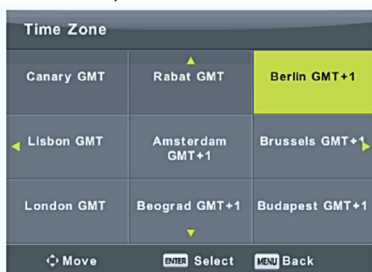 Time Zone
Canary GMT
Rabat GMT
Berlin GMT+1
Lisbon GMT
Amsterdam
GMT+1
Brussels GMT+1
London GMT
Beograd GMT+1
Budapest GMT+1
Move
ENTER Select
MENU Back